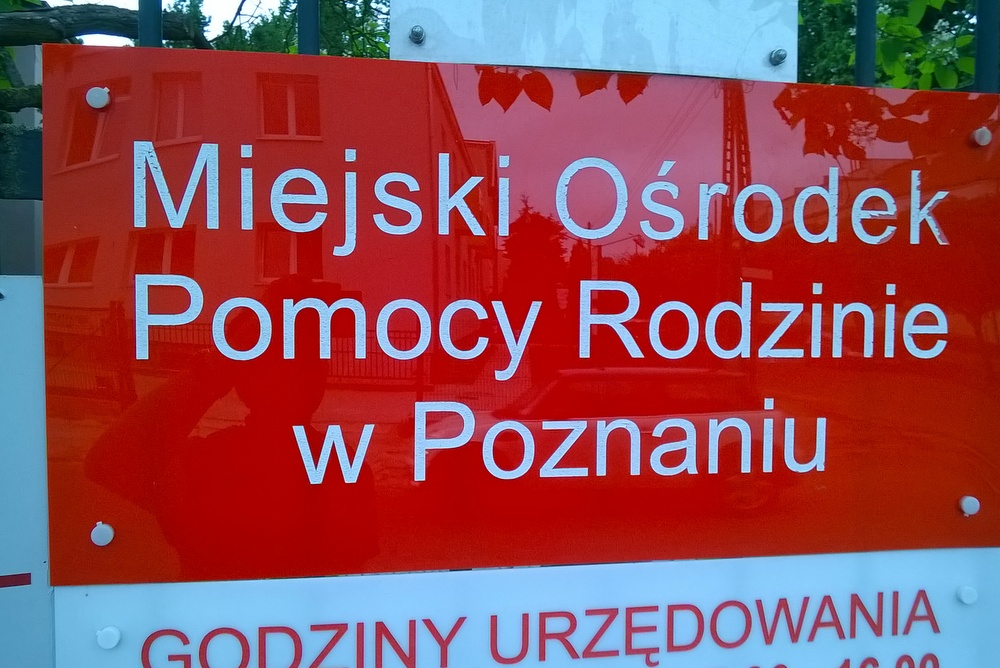 Miejski Ośrodek
Pomocy Rodzinie
w Poznaniu
GODZINY URZĘDOWANIA